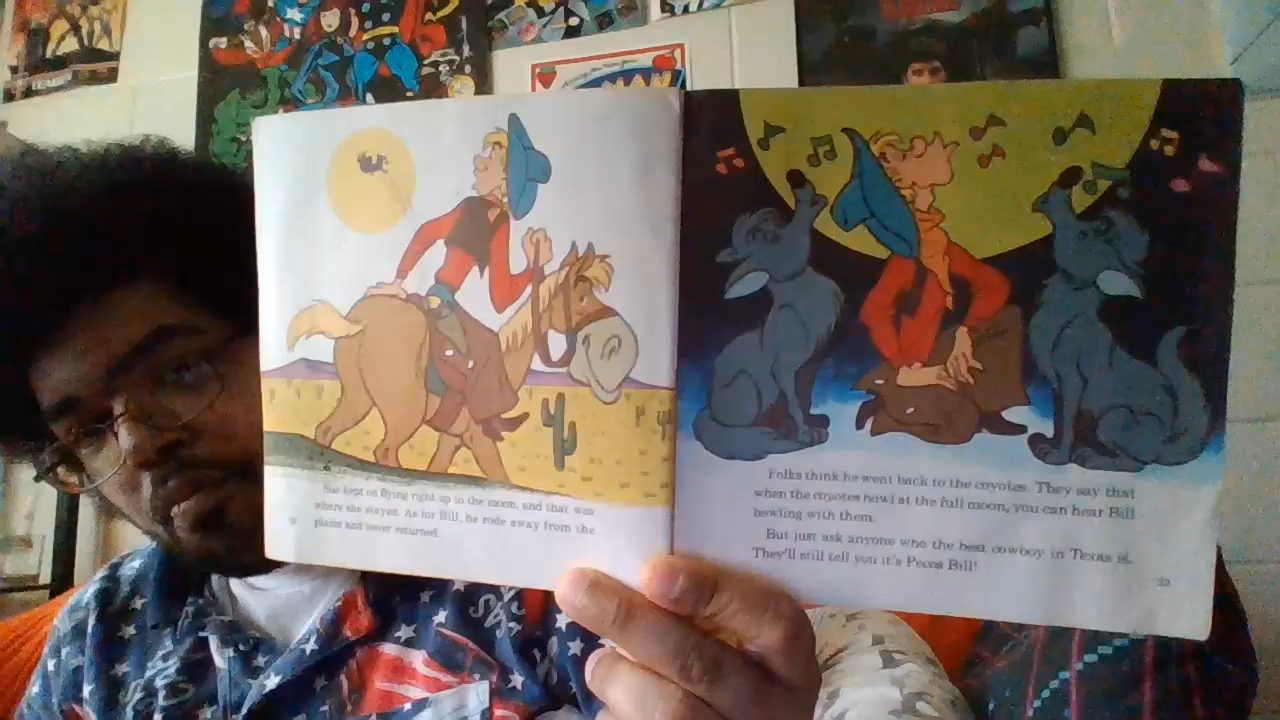 MAN
Sue kept on flying right up to the moon, and that was
where she stayed. As for Bill, he rode away from the
plains and never returned.
Folks think he went back to the coyotes. They say that
when the coyotes howl at the full moon, you can hear Bill
howling with them.
But just ask anyone who the best cowboy in Texas is.
They'll still tell you it's Pecos Bill!
23